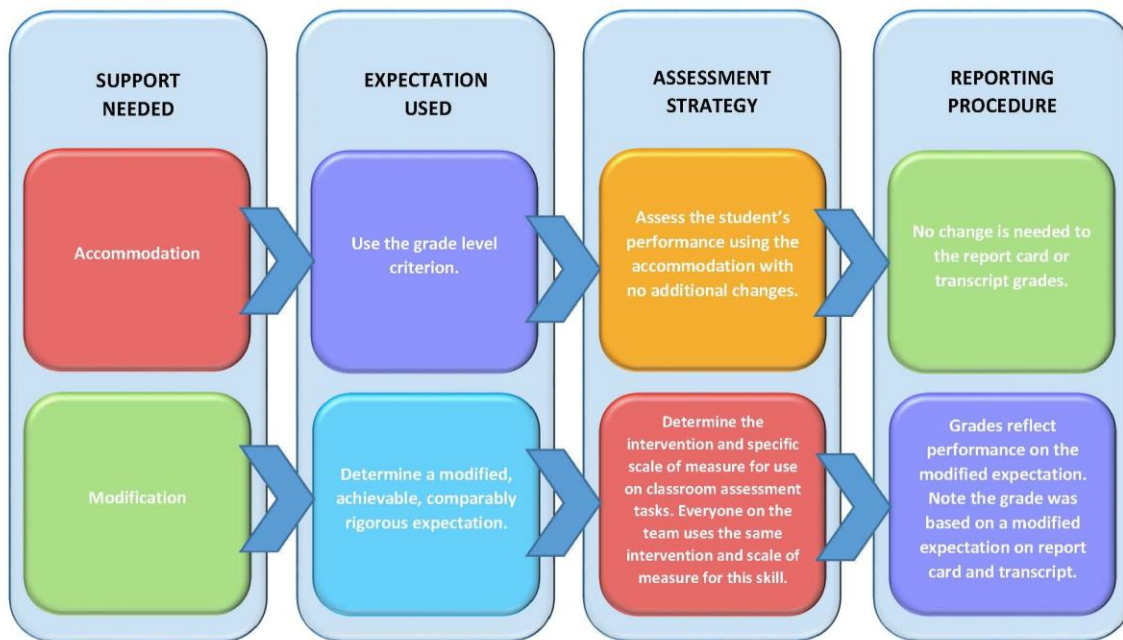 SUPPORT
NEEDED
EXPECTATION
USED
ASSESSMENT
STRATEGY
REPORTING
PROCEDURE
Accommodation
Use the grade level
criterion.
Assess the student's
performance using the
accommodation with
no additional changes.
No change is needed to
the report card or
transcript grades.
Modification
Determine a modified,
achievable, comparably
rigorous expectation.
Determine the
intervention and specific
scale of measure for use
on classroom assessment
tasks. Everyone on the
team uses the same
intervention and scale of
measure for this skill.
Grades reflect
performance on the
modified expectation.
Note the grade was
based on a modified
expectation on report
card and transcript.